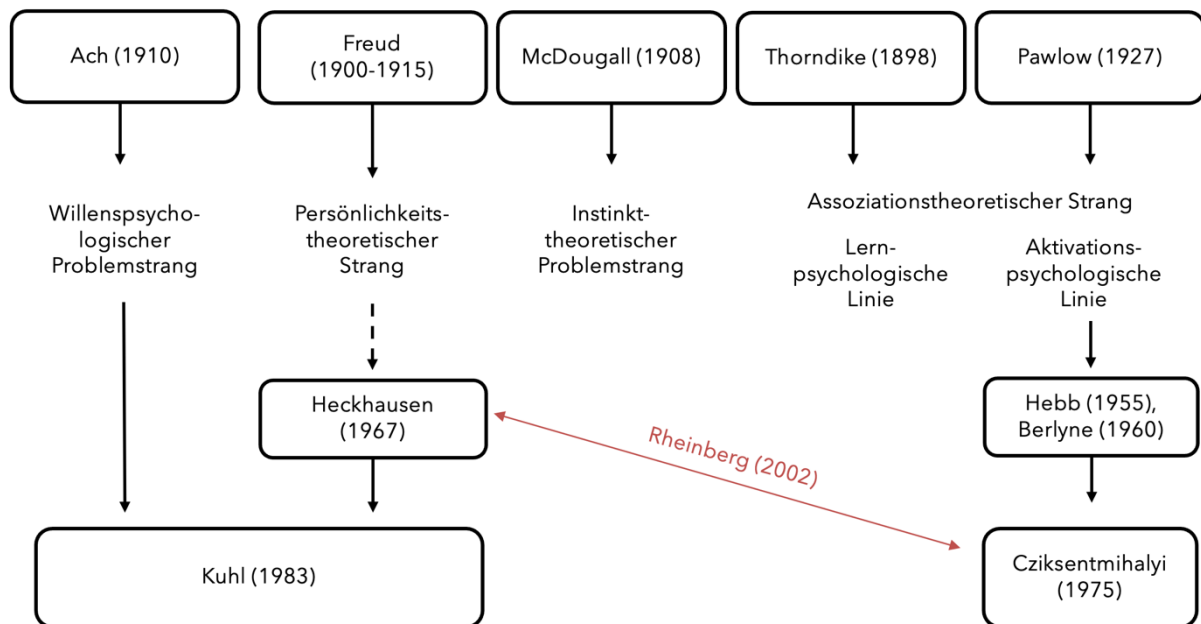 Ach (1910)
Freud
(1900-1915)
McDougall (1908)
Thorndike (1898)
Pawlow (1927)
Willenspsycho-
logischer
Problemstrang
Persönlichkeits-
theoretischer
Strang
Instinkt-
theoretischer
Problemstrang
Assoziationstheoretischer Strang
Lern-
psychologische
Linie
Aktivations-
psychologische
Linie
Heckhausen
(1967)
Rheinberg (2002)
Hebb (1955),
Berlyne (1960)
Kuhl (1983)
Cziksentmihalyi
(1975)